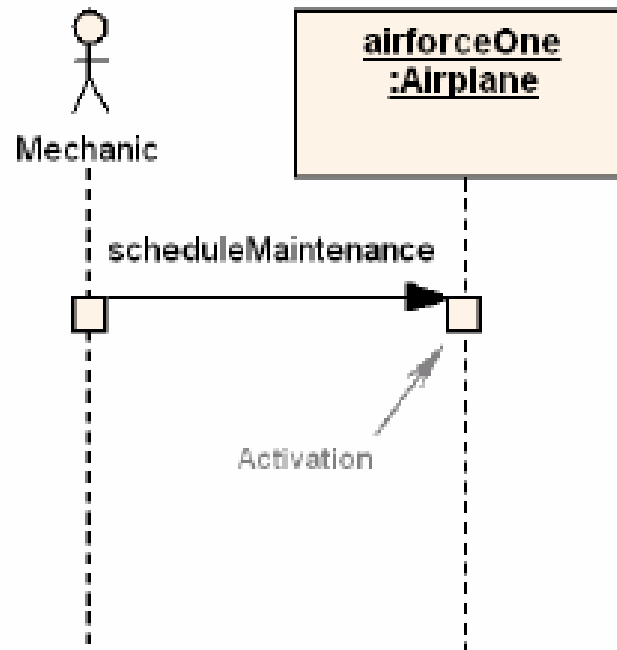 airforceOne
:Airplane
Mechanic
scheduleMaintenance
Activation